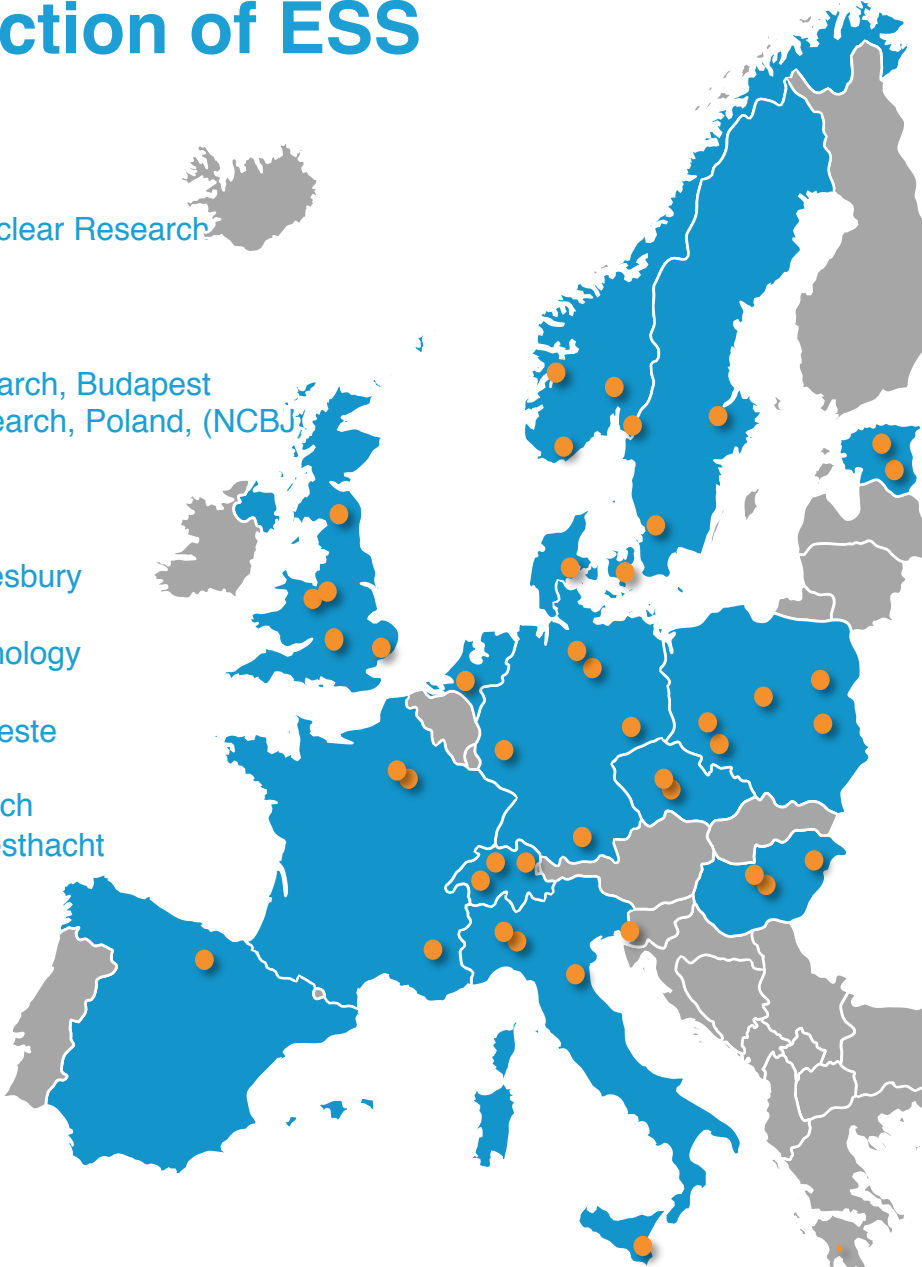 ction of ESS
clear Research
arch, Budapest
earch, Poland, (NCBJ)
esbury
nology
este
ch
esthacht